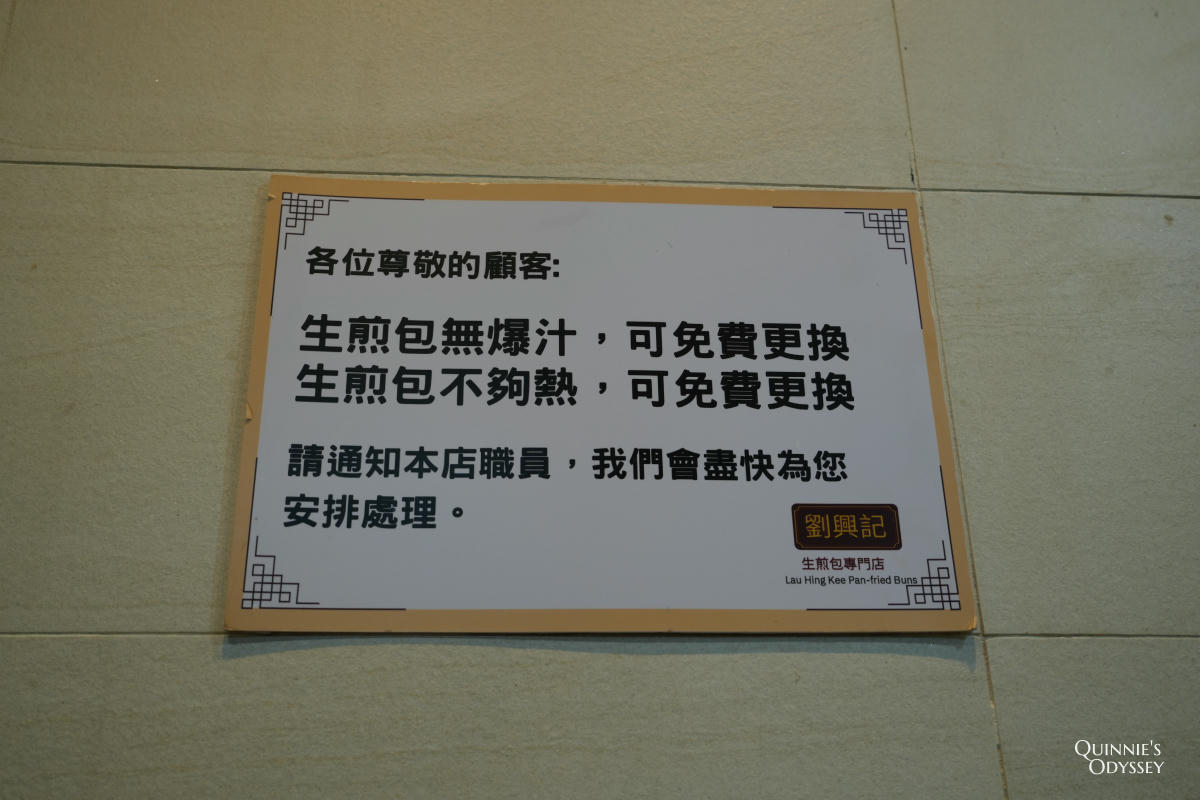 各位尊敬的顧客:
生煎包無爆汁，可免費更換
生煎包不夠熱，可免費更換
請通知本店職員，我們會盡快為您
安排處理。
劉興記
生煎包專門店
Lau Hing Kee Pan-fried Buns
QUINNIE'S
ODYSSEY